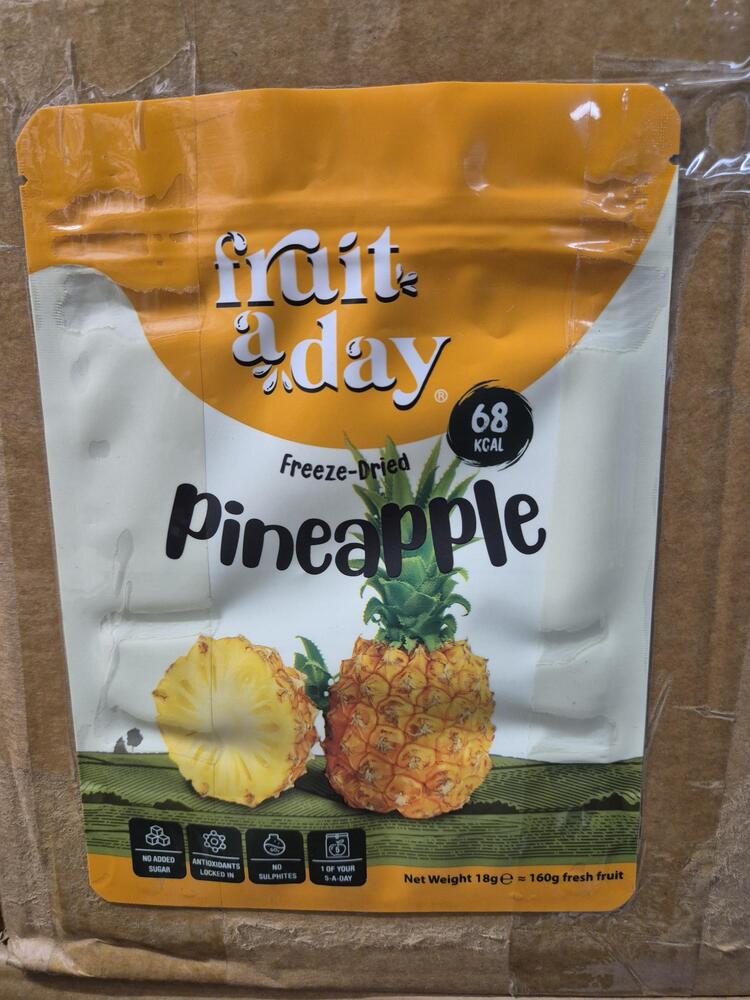 fruit
a day®
68
KCAL
Freeze-Dried
Pineapple
NO ADDED
SUGAR
ANTIOXIDANTS
LOCKED IN
NO
SULPHITES
1 OF YOUR
5-A-DAY
Net Weight 18g℮ ≈ 160g fresh fruit